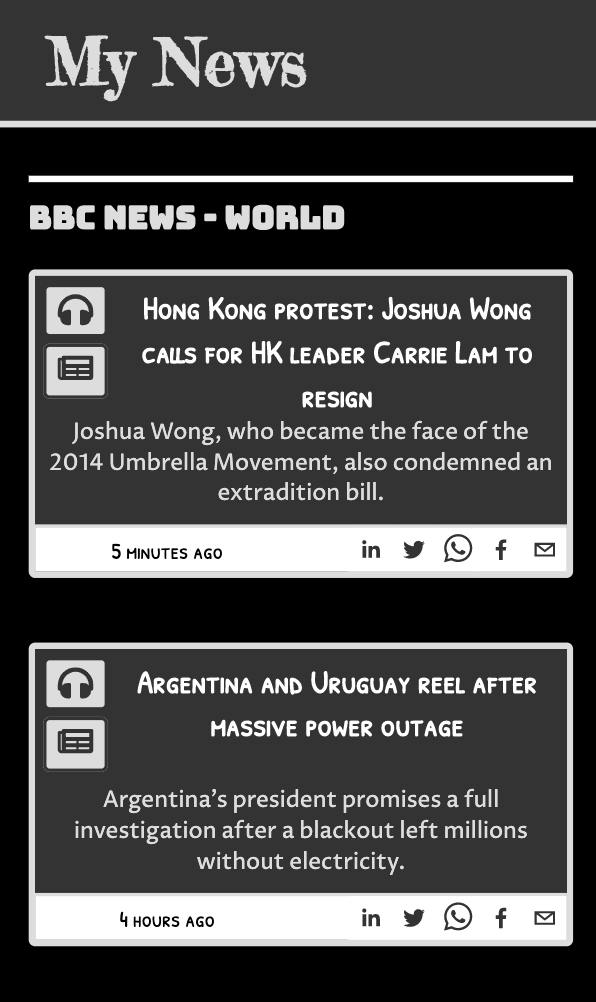 My News
BBC NEWS - WORLD
Hong Kong protest: Joshua Wong
calls for HK leader Carrie Lam to
resign
Joshua Wong, who became the face of the
2014 Umbrella Movement, also condemned an
extradition bill.
5 minutes ago
Argentina and Uruguay reel after
massive power outage
Argentina's president promises a full
investigation after a blackout left millions
without electricity.
4 hours ago